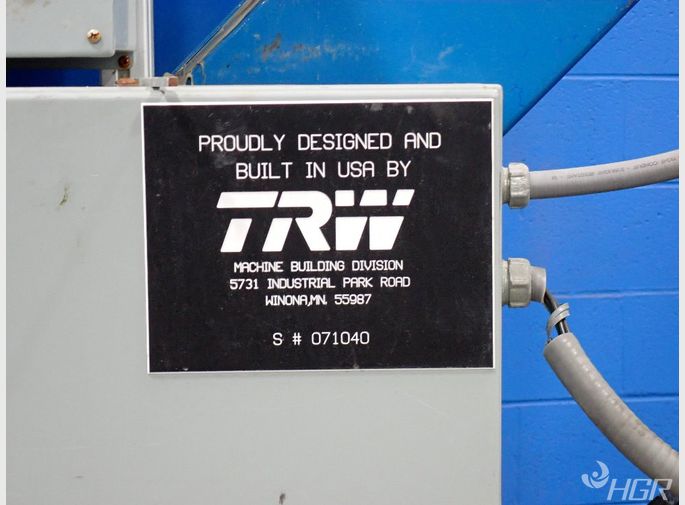 PROUDLY DESIGNED AND
BUILT IN USA BY
TRW
MACHINE BUILDING DIVISION
5731 INDUSTRIAL PARK ROAD
WINONA,MN. 55987
S # 071040
HGR